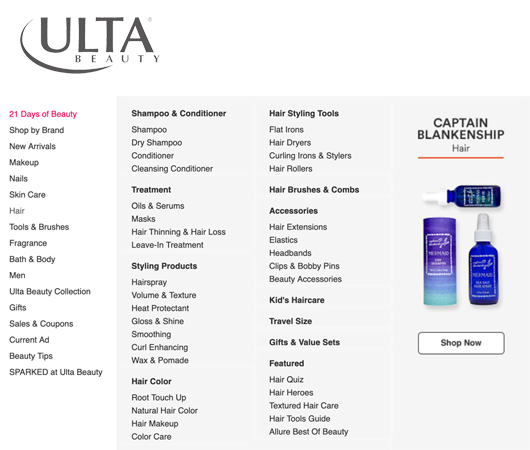 ULTA
BEAUTY
21 Days of Beauty
Shop by Brand
New Arrivals
Makeup
Nails
Skin Care
Hair
Tools & Brushes
Fragrance
Bath & Body
Men
Ulta Beauty Collection
Gifts
Sales & Coupons
Current Ad
Beauty Tips
SPARKED at Ulta Beauty
Shampoo & Conditioner
Shampoo
Dry Shampoo
Conditioner
Cleansing Conditioner
Treatment
Oils & Serums
Masks
Hair Thinning & Hair Loss
Leave-In Treatment
Styling Products
Hairspray
Volume & Texture
Heat Protectant
Gloss & Shine
Smoothing
Curl Enhancing
Wax & Pomade
Hair Color
Root Touch Up
Natural Hair Color
Hair Makeup
Color Care
Hair Styling Tools
Flat Irons
Hair Dryers
Curling Irons & Stylers
Hair Rollers
Hair Brushes & Combs
Accessories
Hair Extensions
Elastics
Headbands
Clips & Bobby Pins
Beauty Accessories
Kid's Haircare
Travel Size
Gifts & Value Sets
Featured
Hair Quiz
Hair Heroes
Textured Hair Care
Hair Tools Guide
Allure Best Of Beauty
CAPTAIN
BLANKENSHIP
Hair
MERMAID
MERMAID
SEA SALT
HAIR SPRAY
Shop Now